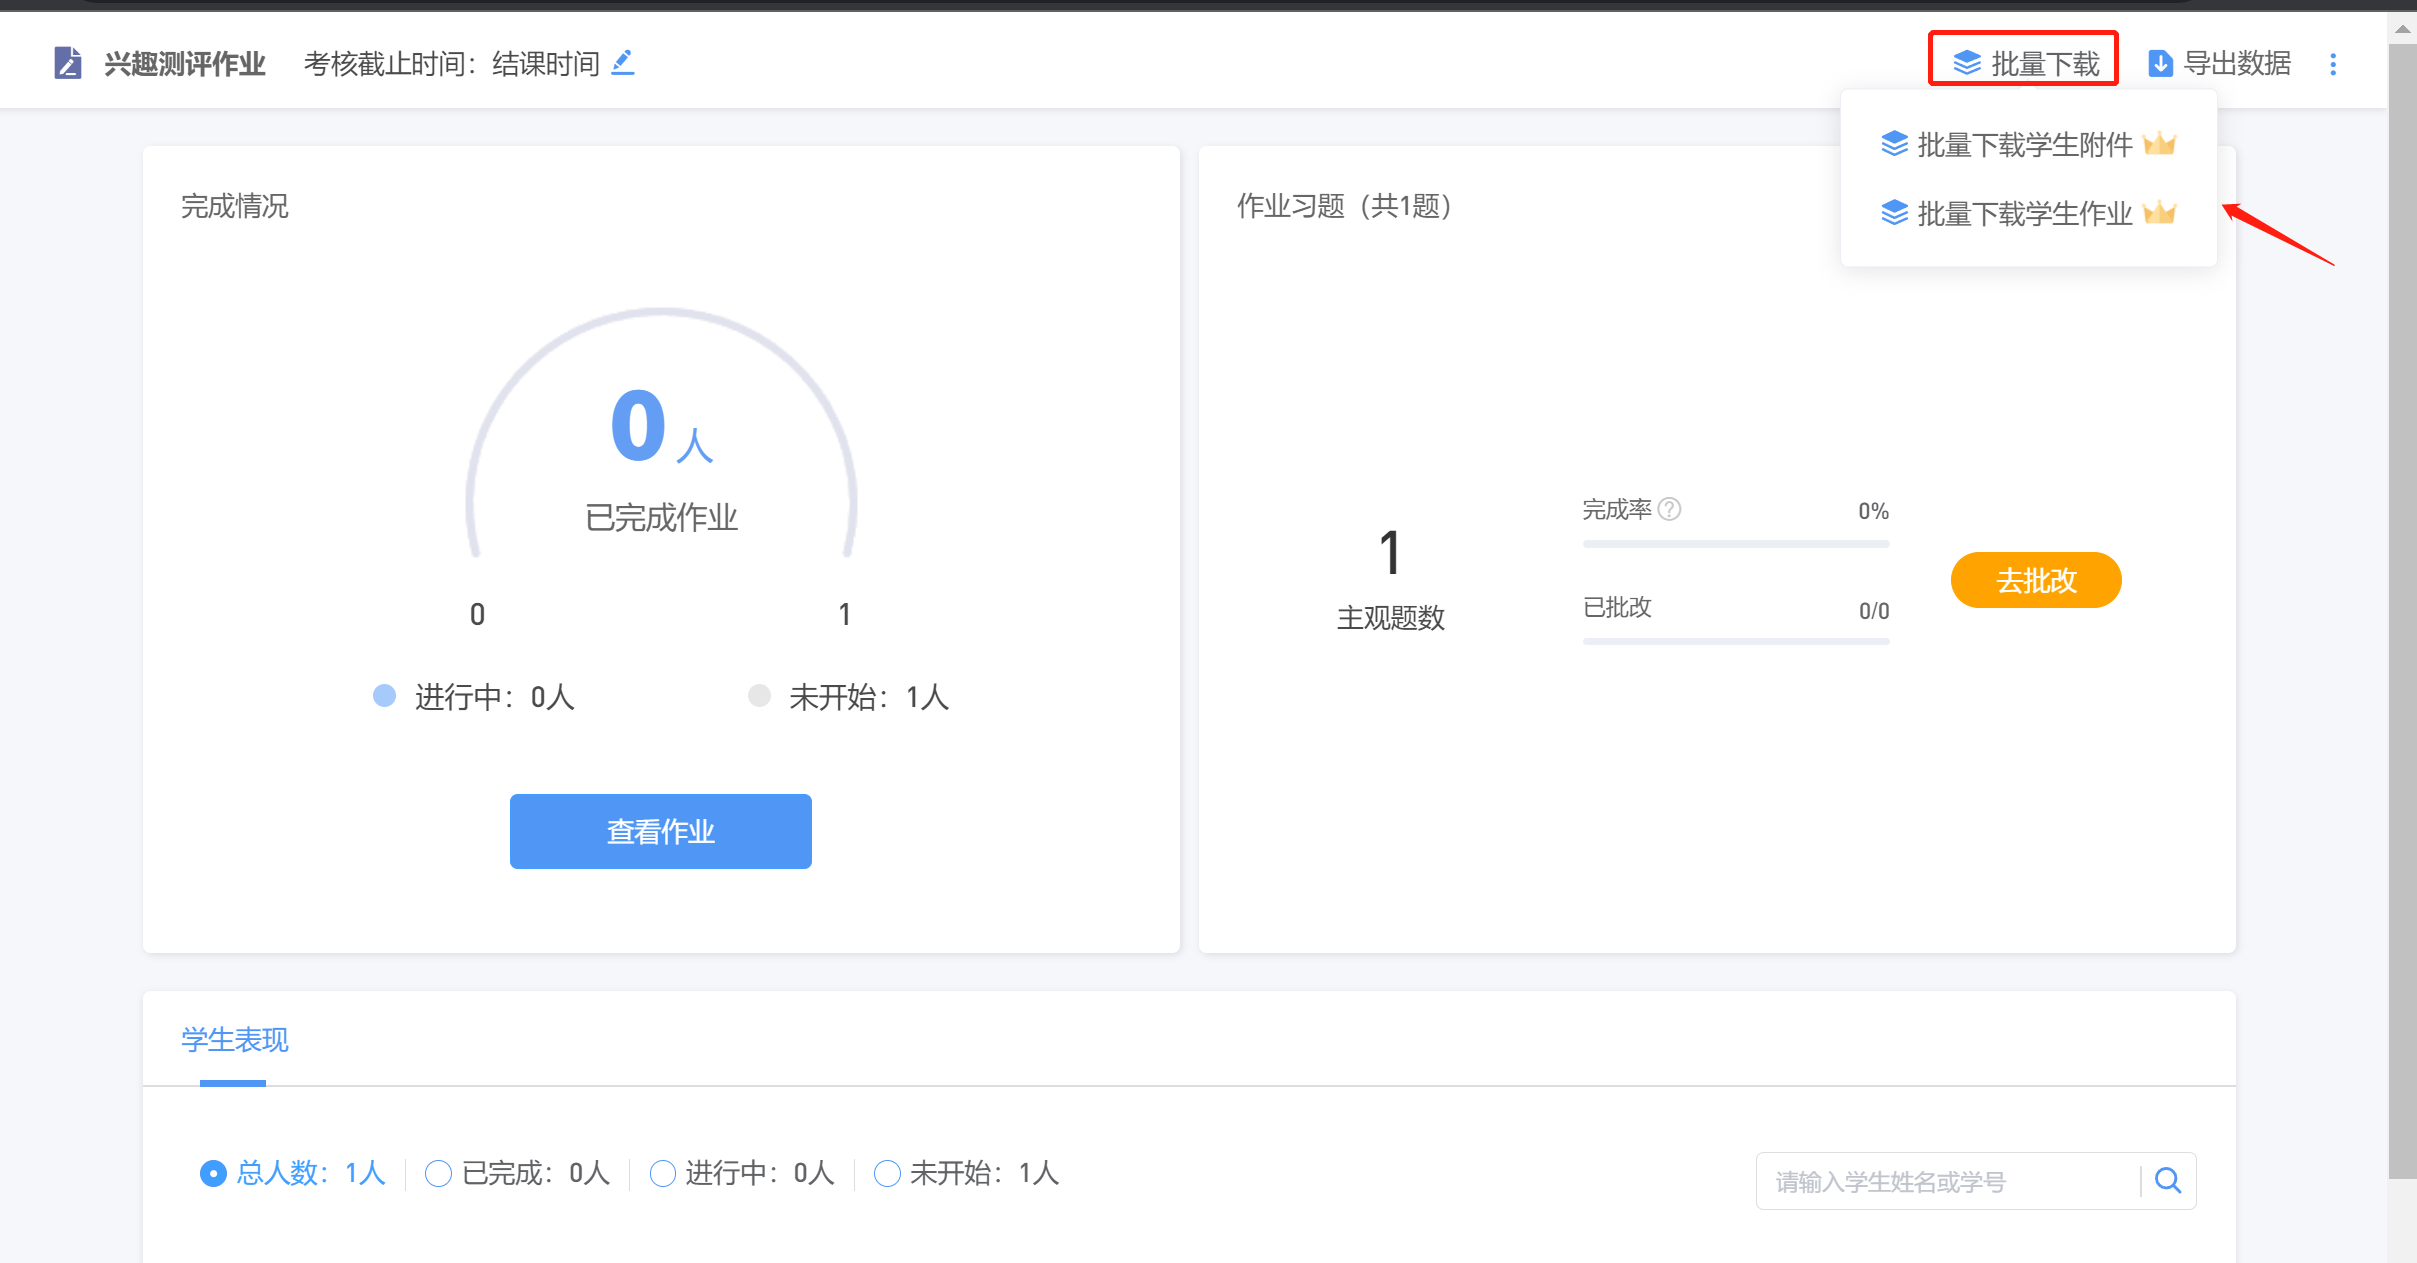 兴趣测评作业 考核截止时间：结课时间 批量下载 导出数据
批量下载学生附件
批量下载学生作业
完成情况
0人
已完成作业
0 1
进行中：0人 未开始：1人
查看作业
作业习题（共1题）
1
主观题数
完成率 ? 0%
已批改 0/0
去批改
学生表现
总人数：1人 已完成：0人 进行中：0人 未开始：1人
请输入学生姓名或学号